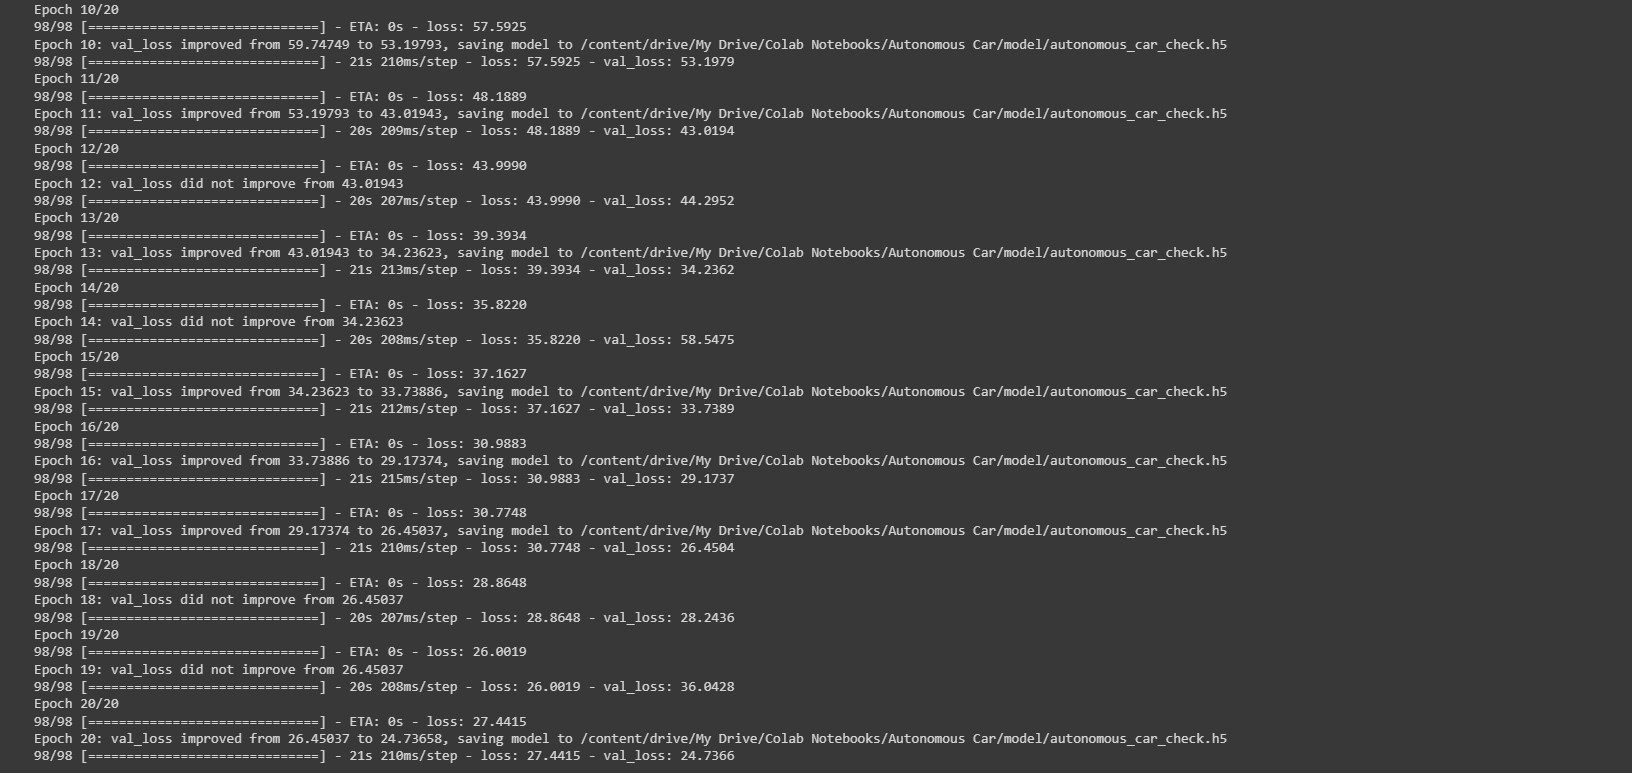 Epoch 10/20
98/98 [==============================] - ETA: 0s - loss: 57.5925
Epoch 10: val_loss improved from 59.74749 to 53.19793, saving model to /content/drive/My Drive/Colab Notebooks/Autonomous Car/model/autonomous_car_check.h5
98/98 [==============================] - 21s 210ms/step - loss: 57.5925 - val_loss: 53.1979
Epoch 11/20
98/98 [==============================] - ETA: 0s - loss: 48.1889
Epoch 11: val_loss improved from 53.19793 to 43.01943, saving model to /content/drive/My Drive/Colab Notebooks/Autonomous Car/model/autonomous_car_check.h5
98/98 [==============================] - 20s 209ms/step - loss: 48.1889 - val_loss: 43.0194
Epoch 12/20
98/98 [==============================] - ETA: 0s - loss: 43.9990
Epoch 12: val_loss did not improve from 43.01943
98/98 [==============================] - 20s 207ms/step - loss: 43.9990 - val_loss: 44.2952
Epoch 13/20
98/98 [==============================] - ETA: 0s - loss: 39.3934
Epoch 13: val_loss improved from 43.01943 to 34.23623, saving model to /content/drive/My Drive/Colab Notebooks/Autonomous Car/model/autonomous_car_check.h5
98/98 [==============================] - 21s 213ms/step - loss: 39.3934 - val_loss: 34.2362
Epoch 14/20
98/98 [==============================] - ETA: 0s - loss: 35.8220
Epoch 14: val_loss did not improve from 34.23623
98/98 [==============================] - 20s 208ms/step - loss: 35.8220 - val_loss: 58.5475
Epoch 15/20
98/98 [==============================] - ETA: 0s - loss: 37.1627
Epoch 15: val_loss improved from 34.23623 to 33.73886, saving model to /content/drive/My Drive/Colab Notebooks/Autonomous Car/model/autonomous_car_check.h5
98/98 [==============================] - 21s 212ms/step - loss: 37.1627 - val_loss: 33.7389
Epoch 16/20
98/98 [==============================] - ETA: 0s - loss: 30.9883
Epoch 16: val_loss improved from 33.73886 to 29.17374, saving model to /content/drive/My Drive/Colab Notebooks/Autonomous Car/model/autonomous_car_check.h5
98/98 [==============================] - 21s 215ms/step - loss: 30.9883 - val_loss: 29.1737
Epoch 17/20
98/98 [==============================] - ETA: 0s - loss: 30.7748
Epoch 17: val_loss improved from 29.17374 to 26.45037, saving model to /content/drive/My Drive/Colab Notebooks/Autonomous Car/model/autonomous_car_check.h5
98/98 [==============================] - 21s 210ms/step - loss: 30.7748 - val_loss: 26.4504
Epoch 18/20
98/98 [==============================] - ETA: 0s - loss: 28.8648
Epoch 18: val_loss did not improve from 26.45037
98/98 [==============================] - 20s 207ms/step - loss: 28.8648 - val_loss: 28.2436
Epoch 19/20
98/98 [==============================] - ETA: 0s - loss: 26.0019
Epoch 19: val_loss did not improve from 26.45037
98/98 [==============================] - 20s 208ms/step - loss: 26.0019 - val_loss: 36.0428
Epoch 20/20
98/98 [==============================] - ETA: 0s - loss: 27.4415
Epoch 20: val_loss improved from 26.45037 to 24.73658, saving model to /content/drive/My Drive/Colab Notebooks/Autonomous Car/model/autonomous_car_check.h5
98/98 [==============================] - 21s 210ms/step - loss: 27.4415 - val_loss: 24.7366